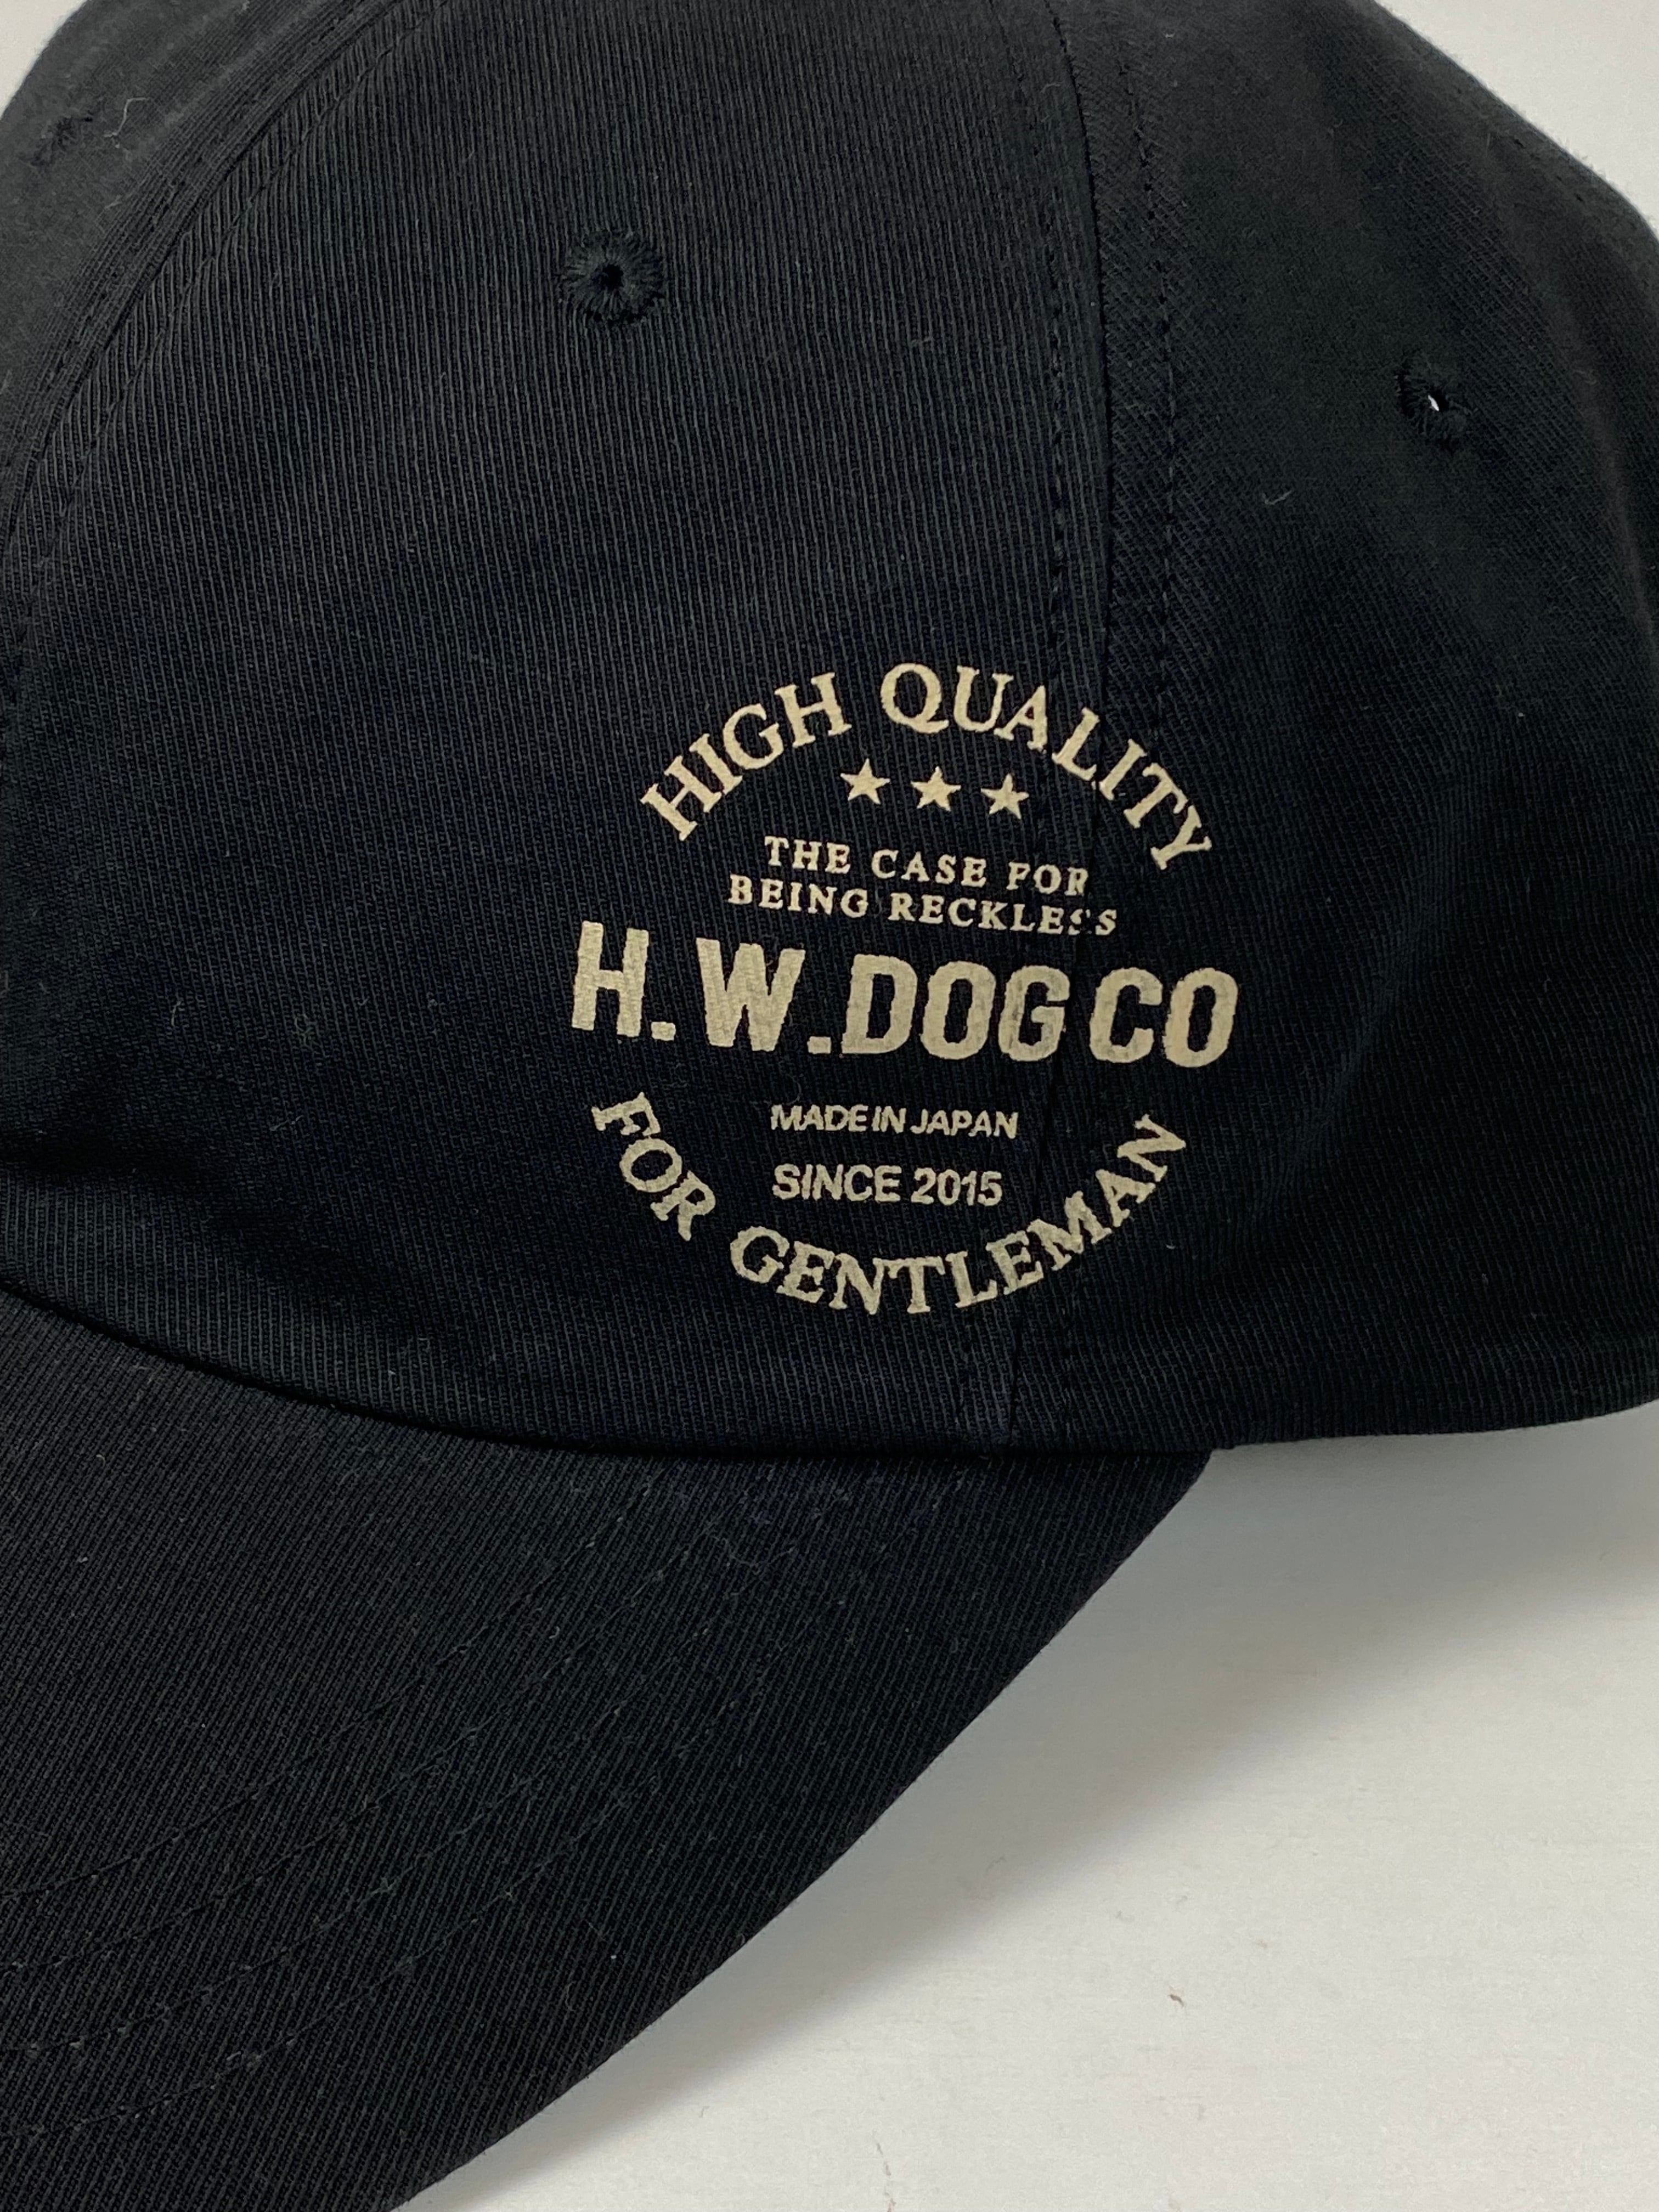 HIGH QUALITY
THE CASE FOR
BEING RECKLESS
H.W.DOG CO
MADE IN JAPAN
SINCE 2015
FOR GENTLEMAN